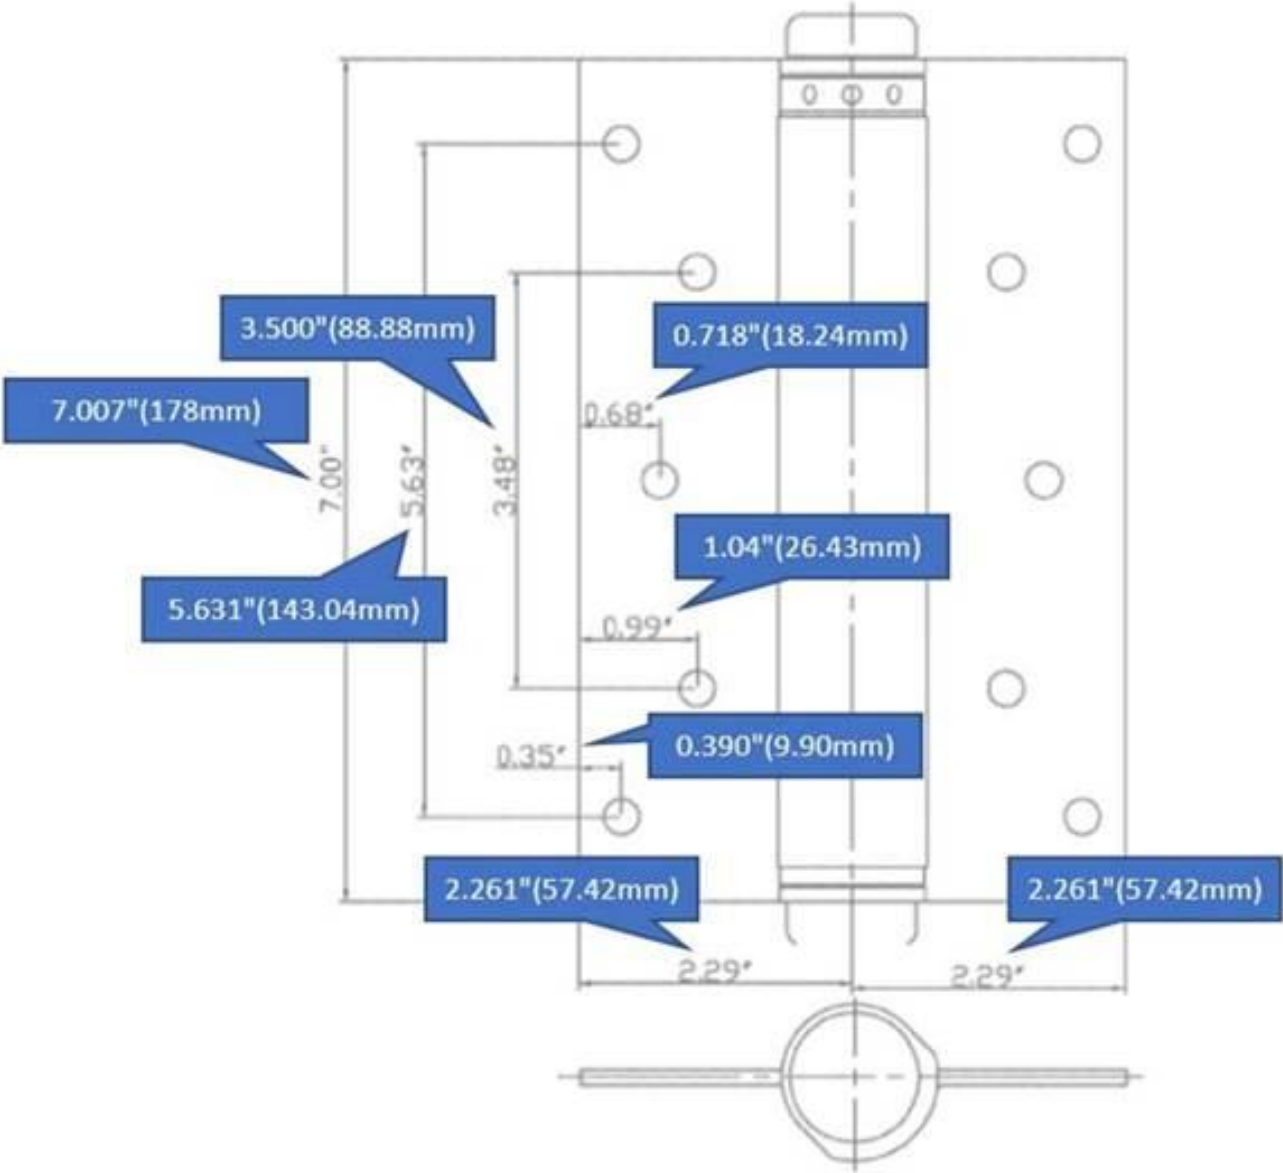 3.500"(88.88mm)
0.718"(18.24mm)
7.007"(178mm)
0.68"
7.00"
5.63"
3.48"
1.04"(26.43mm)
5.631"(143.04mm)
0.99"
0.390"(9.90mm)
0.35"
2.261"(57.42mm)
2.261"(57.42mm)
2.29"
2.29"